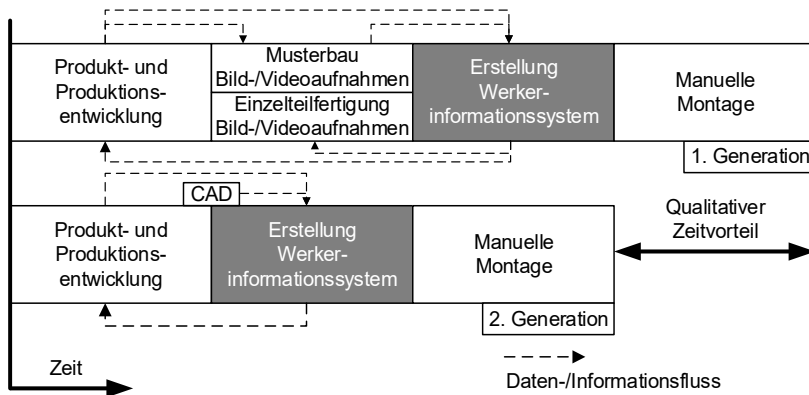 Produkt- und
Produktions-
entwicklung
Musterbau
Bild-/Videoaufnahmen
Einzelteilfertigung
Bild-/Videoaufnahmen
Erstellung
Werker-
informationssystem
Manuelle
Montage
1. Generation
CAD
Produkt- und
Produktions-
entwicklung
Erstellung
Werker-
informationssystem
Manuelle
Montage
2. Generation
Qualitativer
Zeitvorteil
Zeit
Daten-/Informationsfluss